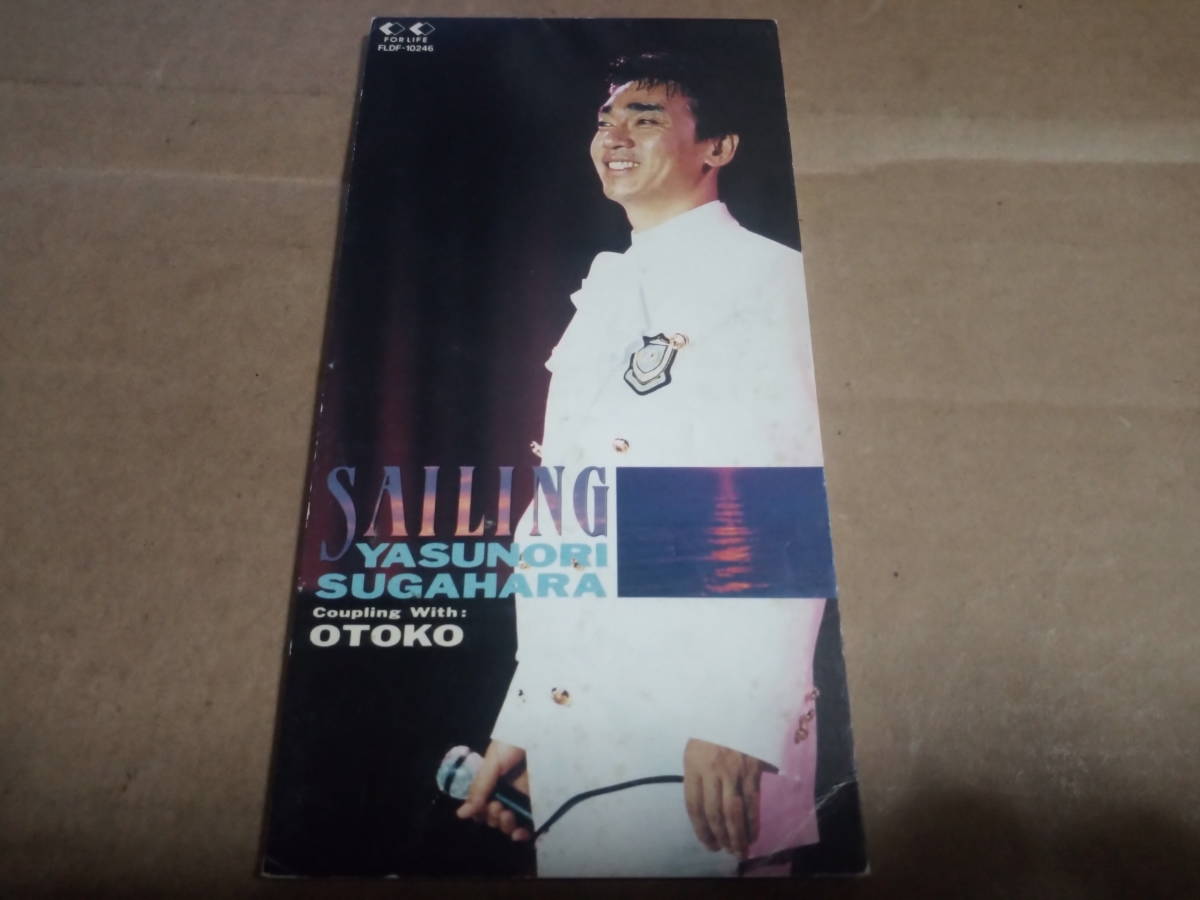 FOR LIFE
FLDF-10246
SAILING
YASUNORI
SUGAHARA
Coupling With:
OTOKO